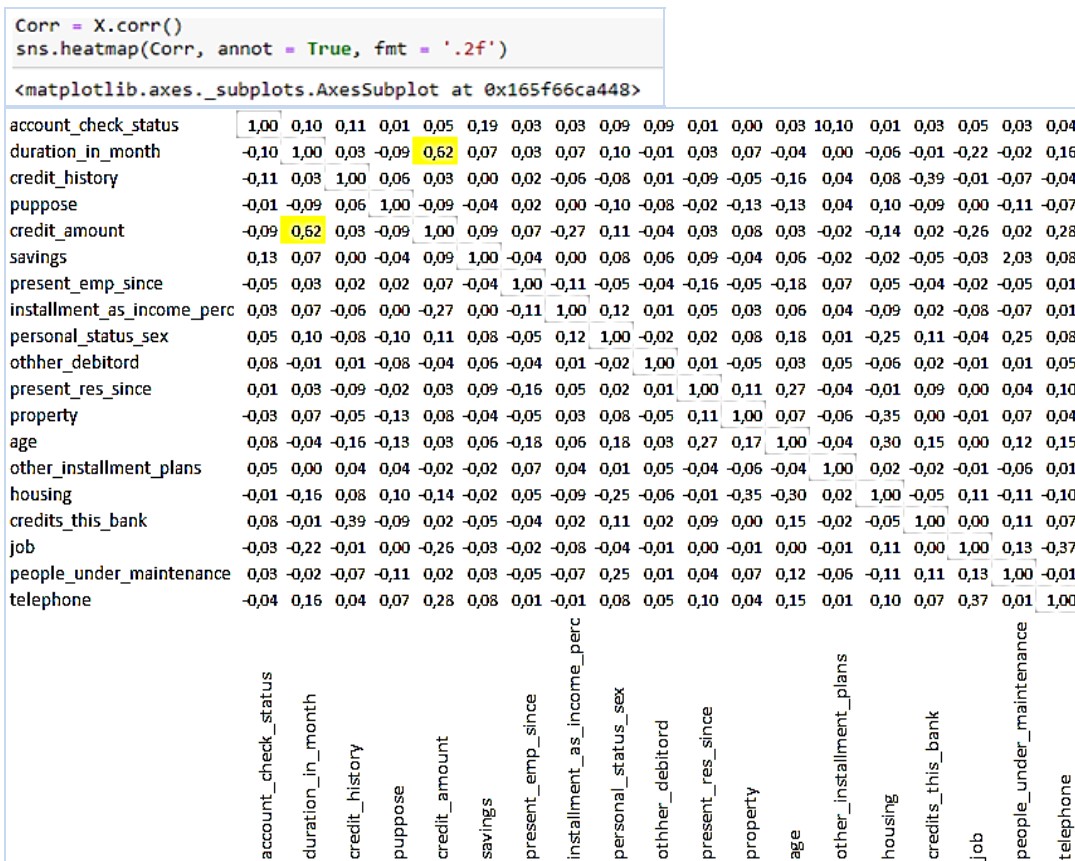 Corr = X.corr()
sns.heatmap(Corr, annot = True, fmt = '.2f')
<matplotlib.axes._subplots.AxesSubplot at 0x165f66ca448>
account_check_status 1,00 0,10 0,11 0,01 0,05 0,19 0,03 0,03 0,09 0,09 0,01 0,00 0,03 10,10 0,01 0,03 0,05 0,03 0,04
duration_in_month -0,10 1,00 0,03 -0,09 0,62 0,07 0,03 0,07 0,10 -0,01 0,03 0,07 -0,04 0,00 -0,06 -0,01 -0,22 -0,02 0,16
credit_history -0,11 0,03 1,00 0,06 0,03 0,00 0,02 -0,06 -0,08 0,01 -0,09 -0,05 -0,16 0,04 0,08 -0,39 -0,01 -0,07 -0,04
puppose -0,01 -0,09 0,06 1,00 -0,09 -0,04 0,02 0,00 -0,10 -0,08 -0,02 -0,13 -0,13 0,04 0,10 -0,09 0,00 -0,11 -0,07
credit_amount -0,09 0,62 0,03 -0,09 1,00 0,09 0,07 -0,27 0,11 -0,04 0,03 0,08 0,03 -0,02 -0,14 0,02 -0,26 0,02 0,28
savings 0,13 0,07 0,00 -0,04 0,09 1,00 -0,04 0,00 0,08 0,06 0,09 -0,04 0,06 -0,02 -0,02 -0,05 -0,03 2,03 0,08
present_emp_since -0,05 0,03 0,02 0,02 0,07 -0,04 1,00 -0,11 -0,05 -0,04 -0,16 -0,05 -0,18 0,07 0,05 -0,04 -0,02 -0,05 0,01
installment_as_income_perc 0,03 0,07 -0,06 0,00 -0,27 0,00 -0,11 1,00 0,12 0,01 0,05 0,03 0,06 0,04 -0,09 0,02 -0,08 -0,07 0,01
personal_status_sex 0,05 0,10 -0,08 -0,10 0,11 0,08 -0,05 0,12 1,00 -0,02 0,02 0,08 0,18 0,01 -0,25 0,11 -0,04 0,25 0,08
othher_debitord 0,08 -0,01 0,01 -0,08 -0,04 0,06 -0,04 0,01 -0,02 1,00 0,01 -0,05 0,03 0,05 -0,06 0,02 -0,01 0,01 0,05
present_res_since 0,01 0,03 -0,09 -0,02 0,03 0,09 -0,16 0,05 0,02 0,01 1,00 0,11 0,27 -0,04 -0,01 0,09 0,00 0,04 0,10
property -0,03 0,07 -0,05 -0,13 0,08 -0,04 -0,05 0,03 0,08 -0,05 0,11 1,00 0,07 -0,06 -0,35 0,00 -0,01 0,07 0,04
age 0,08 -0,04 -0,16 -0,13 0,03 0,06 -0,18 0,06 0,18 0,03 0,27 0,17 1,00 -0,04 0,30 0,15 0,00 0,12 0,15
other_installment_plans 0,05 0,00 0,04 0,04 -0,02 -0,02 0,07 0,04 0,01 0,05 -0,04 -0,06 -0,04 1,00 0,02 -0,02 -0,01 -0,06 0,01
housing -0,01 -0,16 0,08 0,10 -0,14 -0,02 0,05 -0,09 -0,25 -0,06 -0,01 -0,35 -0,30 0,02 1,00 -0,05 0,11 -0,11 -0,10
credits_this_bank 0,08 -0,01 -0,39 -0,09 0,02 -0,05 -0,04 0,02 0,11 0,02 0,09 0,00 0,15 -0,02 -0,05 1,00 0,00 0,11 0,07
job -0,03 -0,22 -0,01 0,00 -0,26 -0,03 -0,02 -0,08 -0,04 -0,01 0,00 -0,01 0,00 -0,01 0,11 0,00 1,00 0,13 -0,37
people_under_maintenance 0,03 -0,02 -0,07 -0,11 0,02 0,03 -0,05 -0,07 0,25 0,01 0,04 0,07 0,12 -0,06 -0,11 0,11 0,13 1,00 -0,01
telephone -0,04 0,16 0,04 0,07 0,28 0,08 0,01 -0,01 0,08 0,05 0,10 0,04 0,15 0,01 0,10 0,07 0,37 0,01 1,00
account_check_status
duration_in_month
credit_history
puppose
credit_amount
savings
present_emp_since
installment_as_income_perc
personal_status_sex
othher_debitord
present_res_since
property
age
other_installment_plans
housing
credits_this_bank
job
people_under_maintenance
telephone